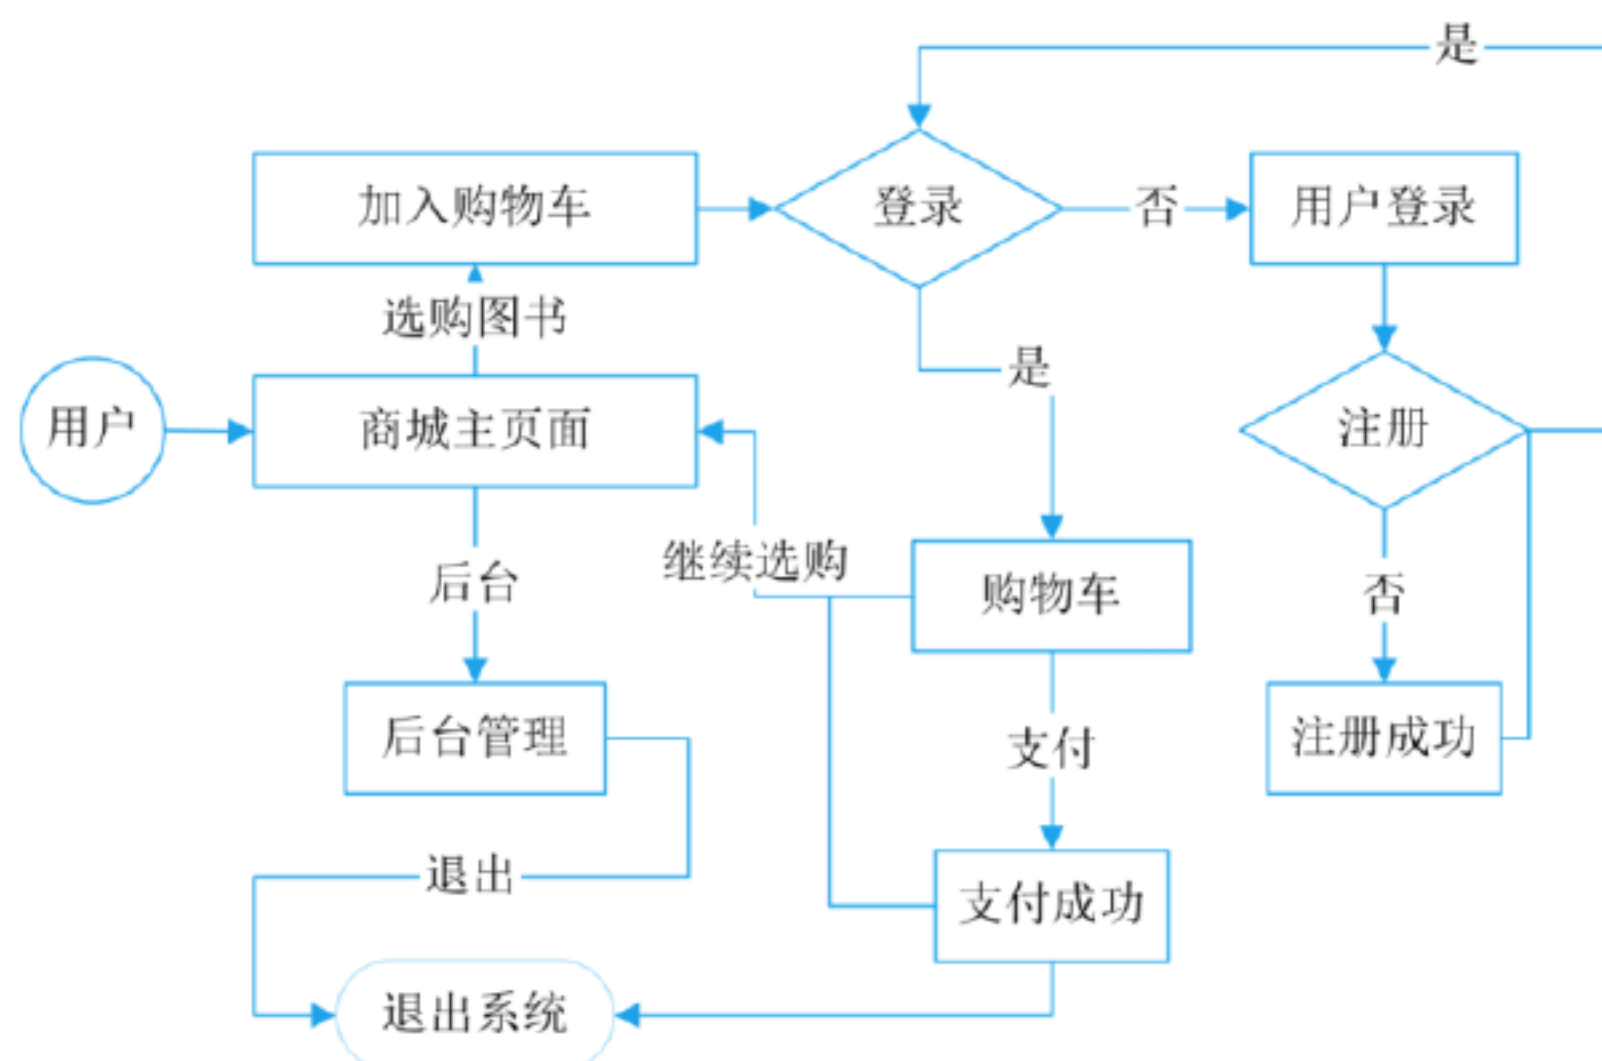 是
加入购物车
登录
否
用户登录
选购图书
是
用户
商城主页面
注册
继续选购
后台
购物车
否
后台管理
支付
注册成功
退出
支付成功
退出系统